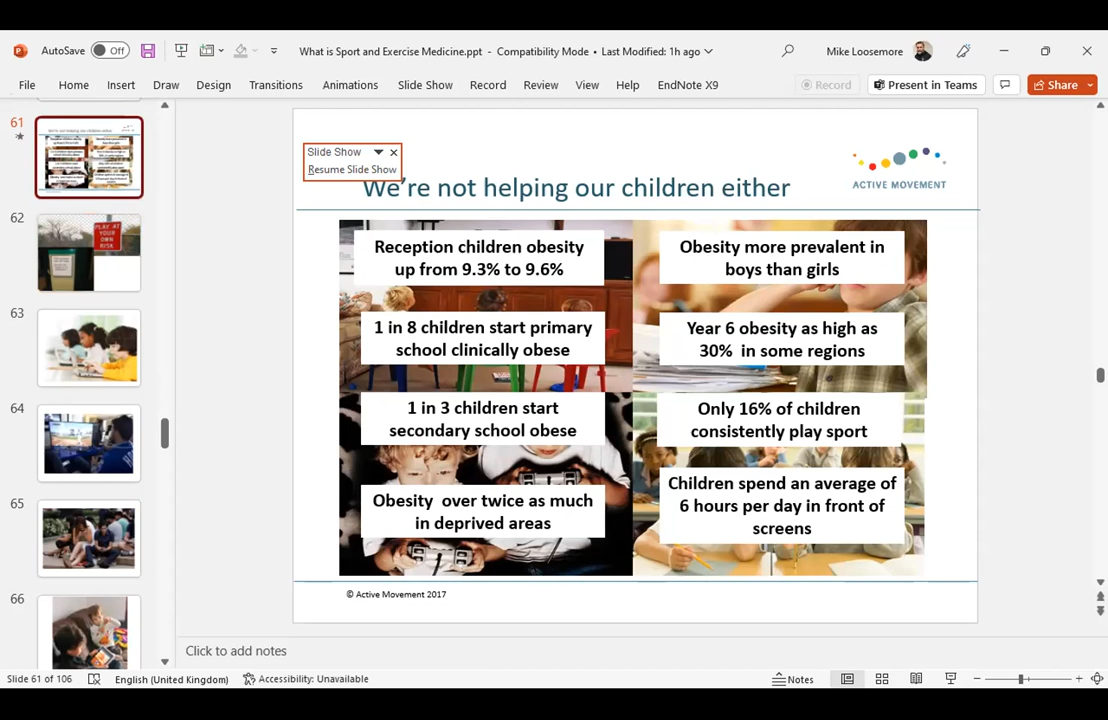 AutoSave
Off
What is Sport and Exercise Medicine.ppt - Compatibility Mode • Last Modified: 1h ago
Mike Loosemore
File Home Insert Draw Design Transitions Animations Slide Show Record Review View Help EndNote X9
Record
Present in Teams
Share
61
62
PLAY AT
YOUR OWN
RISK
63
64
65
66
Slide Show
Resume Slide Show
We're not helping our children either
ACTIVE MOVEMENT
Reception children obesity
up from 9.3% to 9.6%
1 in 8 children start primary
school clinically obese
1 in 3 children start
secondary school obese
Obesity over twice as much
in deprived areas
Obesity more prevalent in
boys than girls
Year 6 obesity as high as
30% in some regions
Only 16% of children
consistently play sport
Children spend an average of
6 hours per day in front of
screens
© Active Movement 2017
Click to add notes
Slide 61 of 106
English (United Kingdom)
Accessibility: Unavailable
Notes